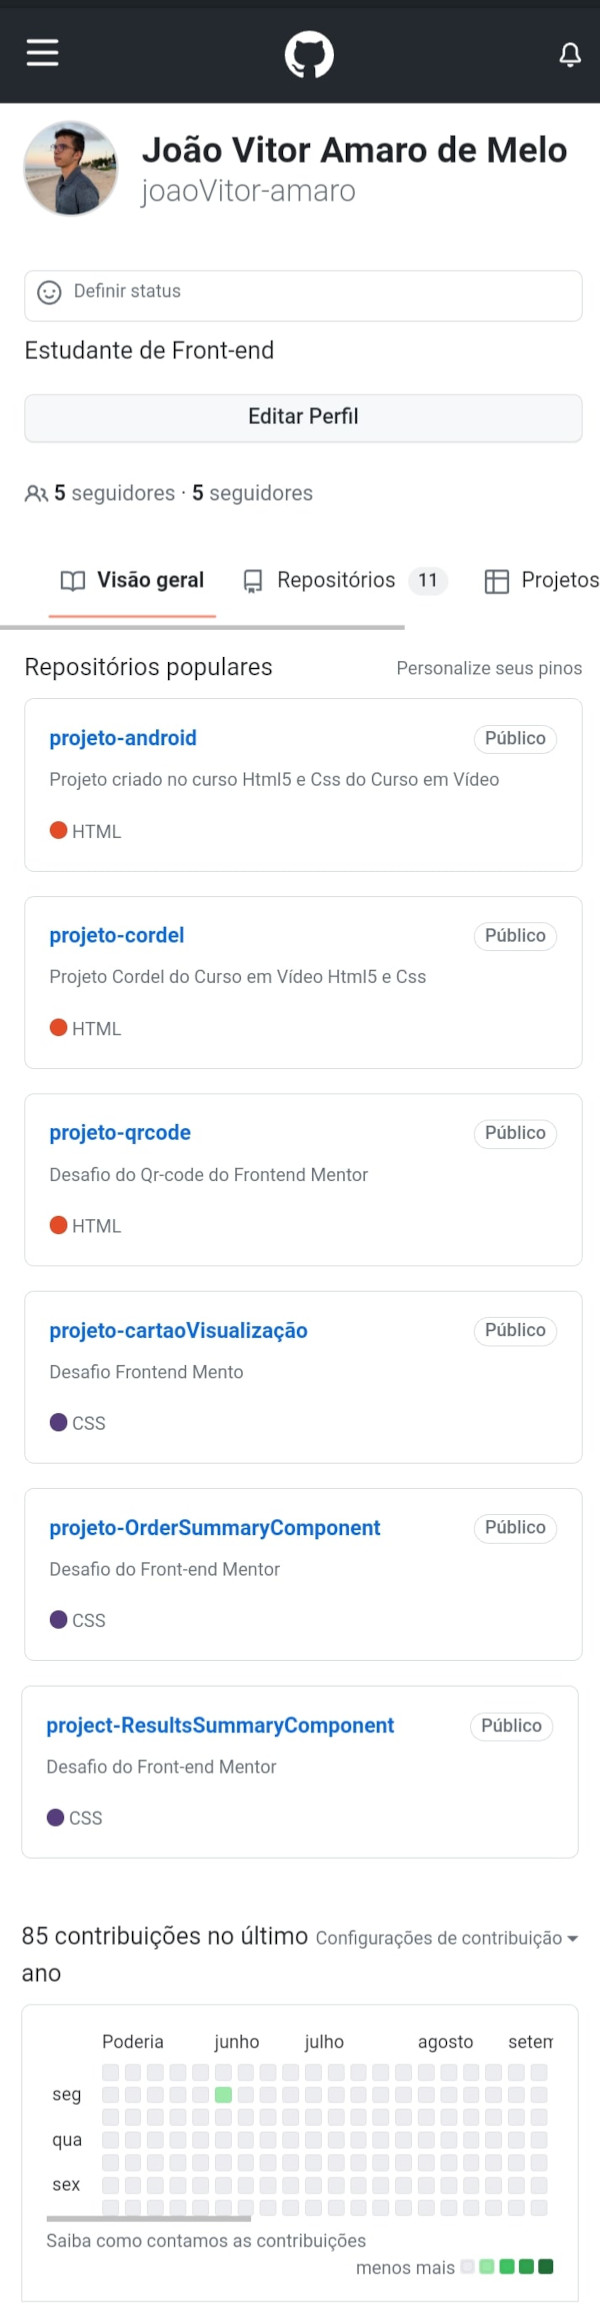 João Vitor Amaro de Melo
joaoVitor-amaro
Definir status
Estudante de Front-end
Editar Perfil
5 seguidores · 5 seguidores
Visão geral Repositórios 11 Projetos
Repositórios populares Personalize seus pinos
projeto-android Público
Projeto criado no curso Html5 e Css do Curso em Vídeo
HTML
projeto-cordel Público
Projeto Cordel do Curso em Vídeo Html5 e Css
HTML
projeto-qrcode Público
Desafio do Qr-code do Frontend Mentor
HTML
projeto-cartaoVisualização Público
Desafio Frontend Mento
CSS
projeto-OrderSummaryComponent Público
Desafio do Front-end Mentor
CSS
project-ResultsSummaryComponent Público
Desafio do Front-end Mentor
CSS
85 contribuições no último Configurações de contribuição
ano
Poderia junho julho agosto setem
seg
qua
sex
Saiba como contamos as contribuições
menos mais